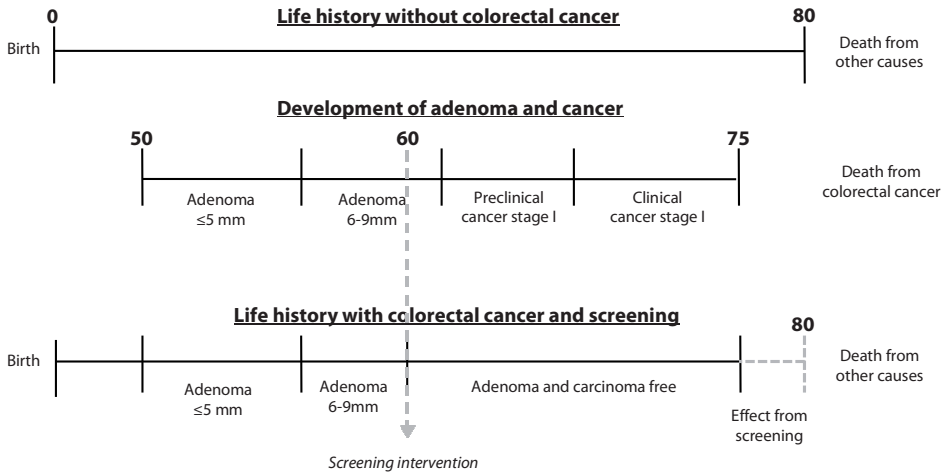 Life history without colorectal cancer
0
80
Birth
Death from
other causes
Development of adenoma and cancer
50
60
75
Adenoma
≤5 mm
Adenoma
6-9mm
Preclinical
cancer stage I
Clinical
cancer stage I
Death from
colorectal cancer
Life history with colorectal cancer and screening
80
Birth
Adenoma
≤5 mm
Adenoma
6-9mm
Adenoma and carcinoma free
Death from
other causes
Effect from
screening
Screening intervention